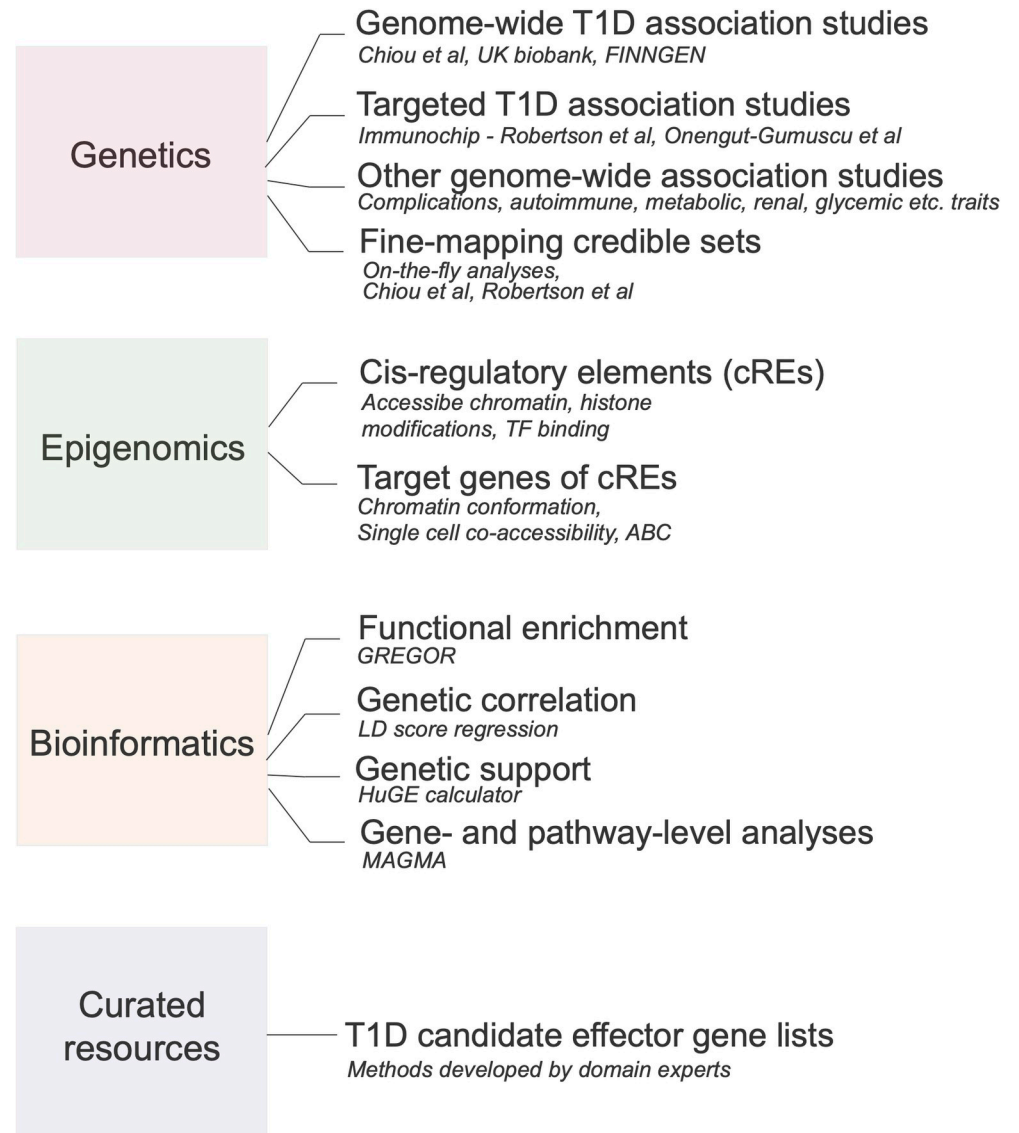 Genetics
Genome-wide T1D association studies
Chiou et al, UK biobank, FINNGEN
Targeted T1D association studies
Immunochip - Robertson et al, Onengut-Gumuscu et al
Other genome-wide association studies
Complications, autoimmune, metabolic, renal, glycemic etc. traits
Fine-mapping credible sets
On-the-fly analyses,
Chiou et al, Robertson et al
Epigenomics
Cis-regulatory elements (cREs)
Accessibe chromatin, histone
modifications, TF binding
Target genes of cREs
Chromatin conformation,
Single cell co-accessibility, ABC
Bioinformatics
Functional enrichment
GREGOR
Genetic correlation
LD score regression
Genetic support
HuGE calculator
Gene- and pathway-level analyses
MAGMA
Curated
resources
T1D candidate effector gene lists
Methods developed by domain experts